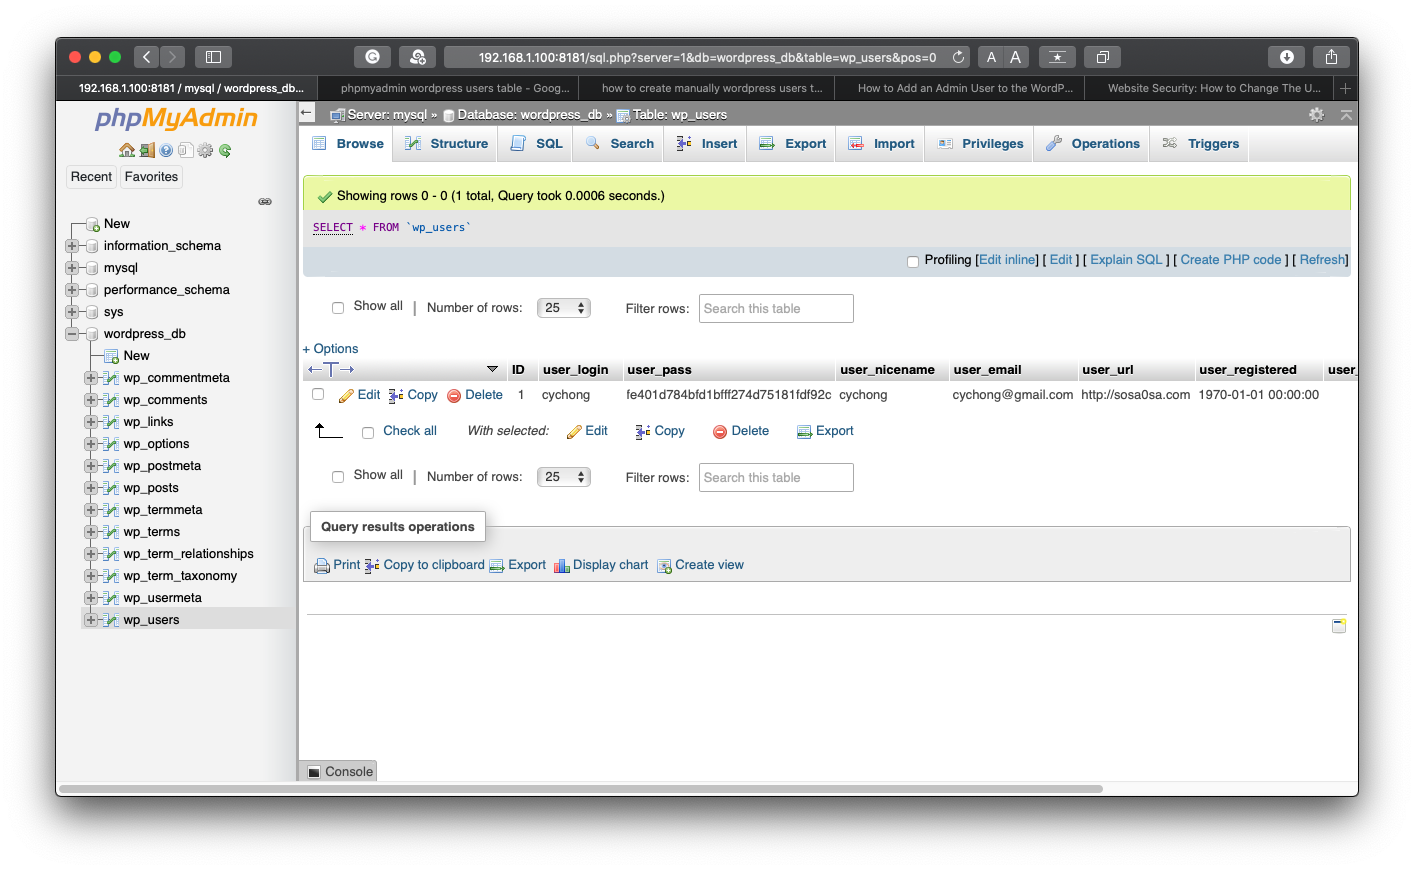 192.168.1.100:8181/sql.php?server=1&db=wordpress_db&table=wp_users&pos=0
A A
192.168.1.100:8181 / mysql / wordpress_db...
phpmyadmin wordpress users table - Goog...
how to create manually wordpress users t...
How to Add an Admin User to the WordP...
Website Security: How to Change The U...
phpMyAdmin
Recent
Favorites
New
information_schema
mysql
performance_schema
sys
wordpress_db
New
wp_commentmeta
wp_comments
wp_links
wp_options
wp_postmeta
wp_posts
wp_termmeta
wp_terms
wp_term_relationships
wp_term_taxonomy
wp_usermeta
wp_users
Server: mysql » Database: wordpress_db » Table: wp_users
Browse Structure SQL Search Insert Export Import Privileges Operations Triggers
Showing rows 0 - 0 (1 total, Query took 0.0006 seconds.)
SELECT * FROM `wp_users`
Profiling [Edit inline] [ Edit ] [ Explain SQL ] [ Create PHP code ] [ Refresh]
Show all | Number of rows: 25 Filter rows: Search this table
+ Options
←T→ ID user_login user_pass user_nicename user_email user_url user_registered user_
Edit Copy Delete 1 cychong fe401d784bfd1bfff274d75181fdf92c cychong cychong@gmail.com http://sosa0sa.com 1970-01-01 00:00:00
Check all With selected: Edit Copy Delete Export
Show all | Number of rows: 25 Filter rows: Search this table
Query results operations
Print Copy to clipboard Export Display chart Create view
Console